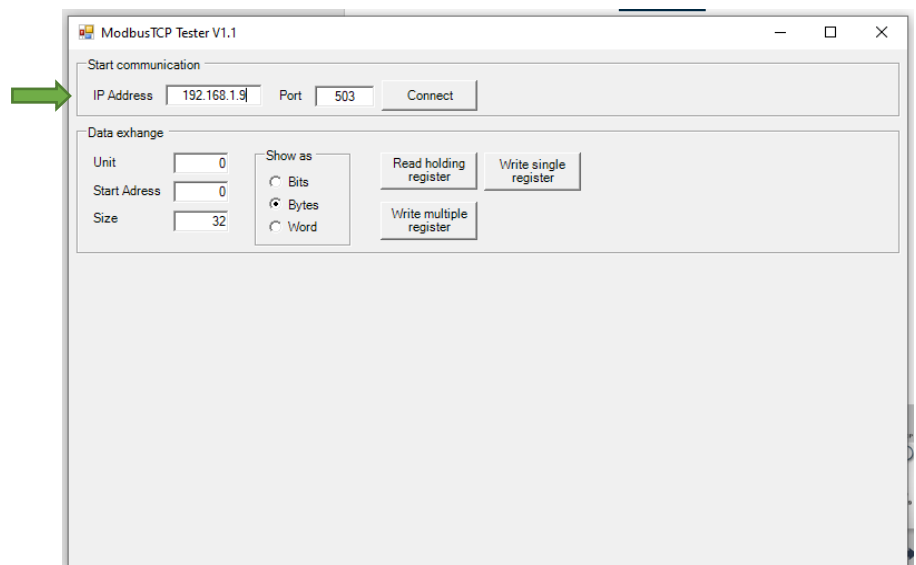 ModbusTCP Tester V1.1
Start communication
IP Address 192.168.1.9 Port 503 Connect
Data exhange
Unit 0
Start Adress 0
Size 32
Show as
Bits
Bytes
Word
Read holding
register
Write single
register
Write multiple
register